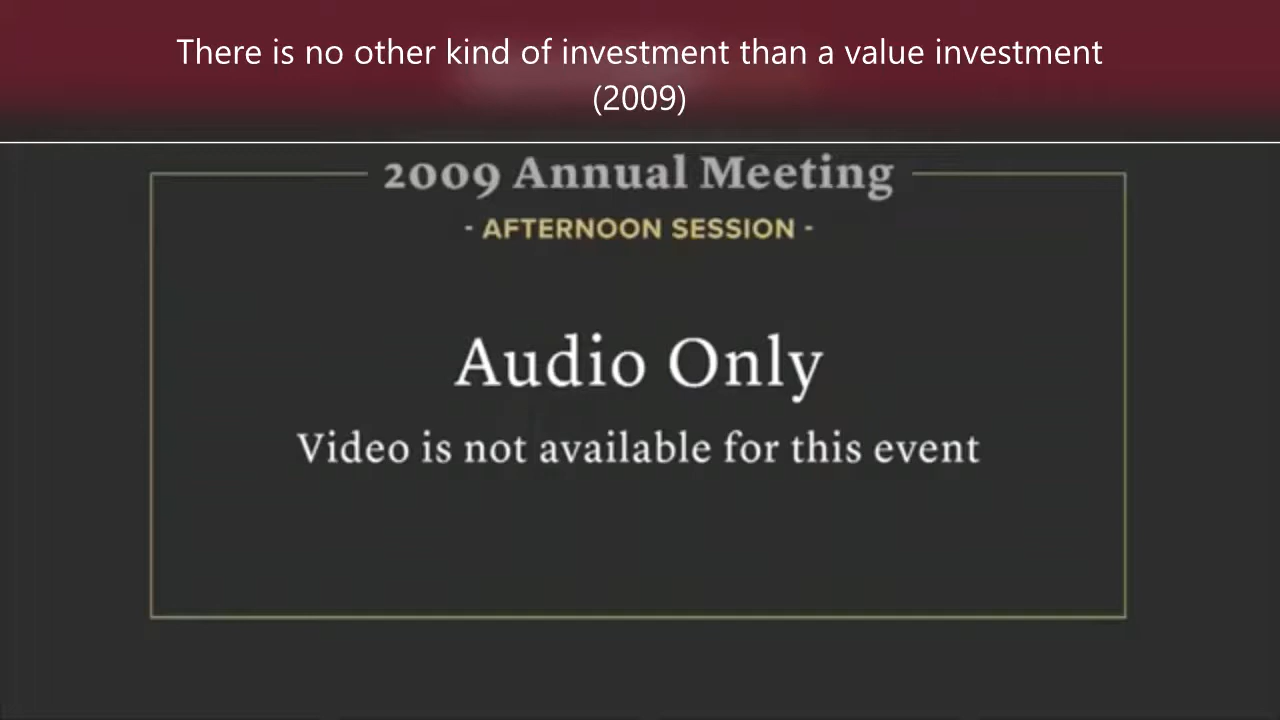 There is no other kind of investment than a value investment
(2009)
2009 Annual Meeting
- AFTERNOON SESSION -
Audio Only
Video is not available for this event